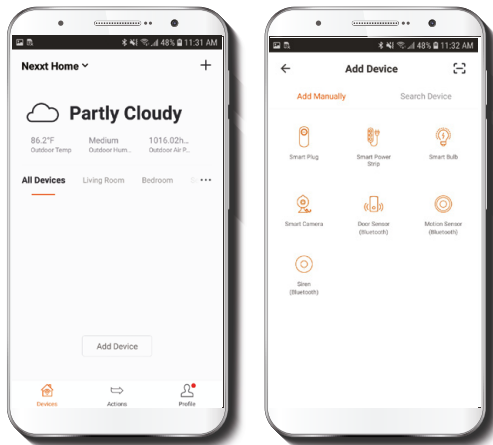 48% 11:31 AM
Nexxt Home
Partly Cloudy
86.2°F Medium 1016.02h...
Outdoor Temp Outdoor Hum... Outdoor Air P...
All Devices Living Room Bedroom
Add Device
Devices Actions Profile
48% 11:32 AM
Add Device
Add Manually Search Device
Smart Plug Smart Power Smart Bulb
Strip
Smart Camera Door Sensor Motion Sensor
(Bluetooth) (Bluetooth)
Siren
(Bluetooth)